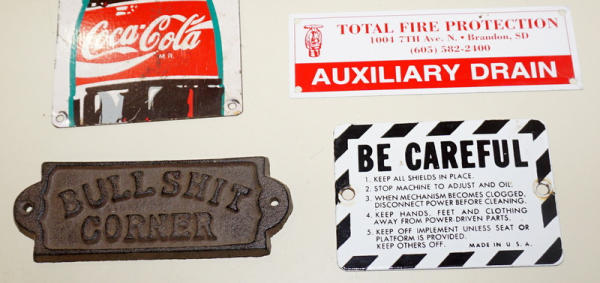 Coca-Cola
M.R.
TOTAL FIRE PROTECTION
1004 7TH Ave. N. • Brandon, SD
(605) 582-2400
AUXILIARY DRAIN
BULLSHIT
CORNER
BE CAREFUL
1. KEEP ALL SHIELDS IN PLACE.
2. STOP MACHINE TO ADJUST AND OIL.
3. WHEN MECHANISM BECOMES CLOGGED,
DISCONNECT POWER BEFORE CLEANING.
4. KEEP HANDS, FEET AND CLOTHING
AWAY FROM POWER DRIVEN PARTS.
5. KEEP OFF IMPLEMENT UNLESS SEAT OR
PLATFORM IS PROVIDED.
KEEP OTHERS OFF.
MADE IN U.S.A.